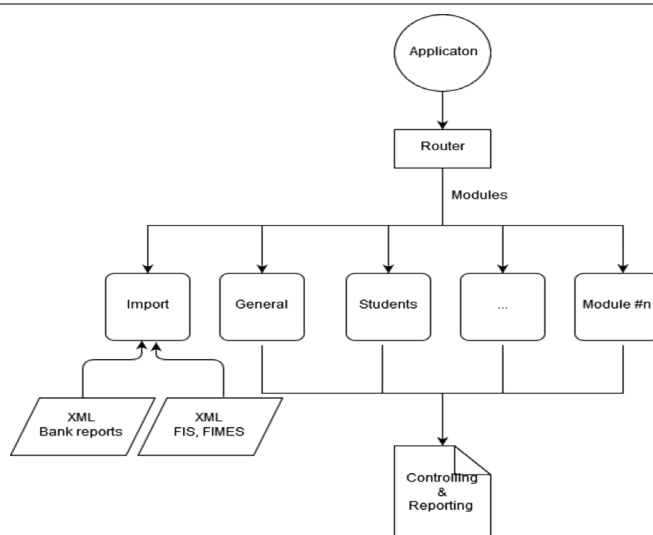 Applicaton
Router
Modules
Import
General
Students
...
Module #n
XML
Bank reports
XML
FIS, FIMES
Controlling
&
Reporting